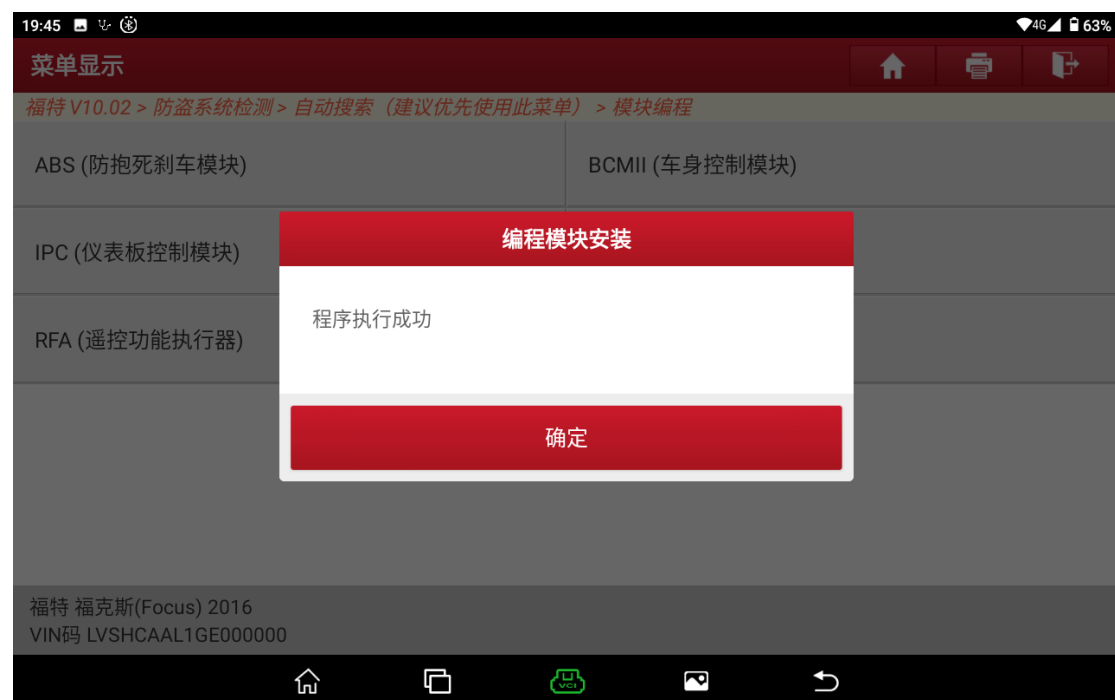 19:45 4G 63%
菜单显示
福特 V10.02 > 防盗系统检测 > 自动搜索（建议优先使用此菜单） > 模块编程
ABS (防抱死刹车模块) BCMII (车身控制模块)
编程模块安装
IPC (仪表板控制模块)
程序执行成功
RFA (遥控功能执行器)
确定
福特 福克斯(Focus) 2016
VIN码 LVSHCAAL1GE000000
VCI